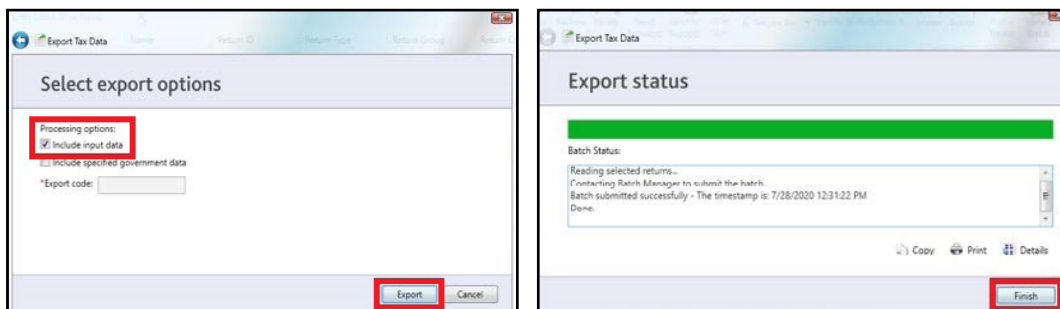 Export Tax Data
Select export options
Processing options:
Include input data
Include specified government data
*Export code:
Export
Cancel
Export Tax Data
Export status
Batch Status:
Reading selected returns...
Contacting Batch Manager to submit the batch...
Batch submitted successfully - The timestamp is: 7/28/2020 12:31:22 PM
Done.
Copy
Print
Details
Finish